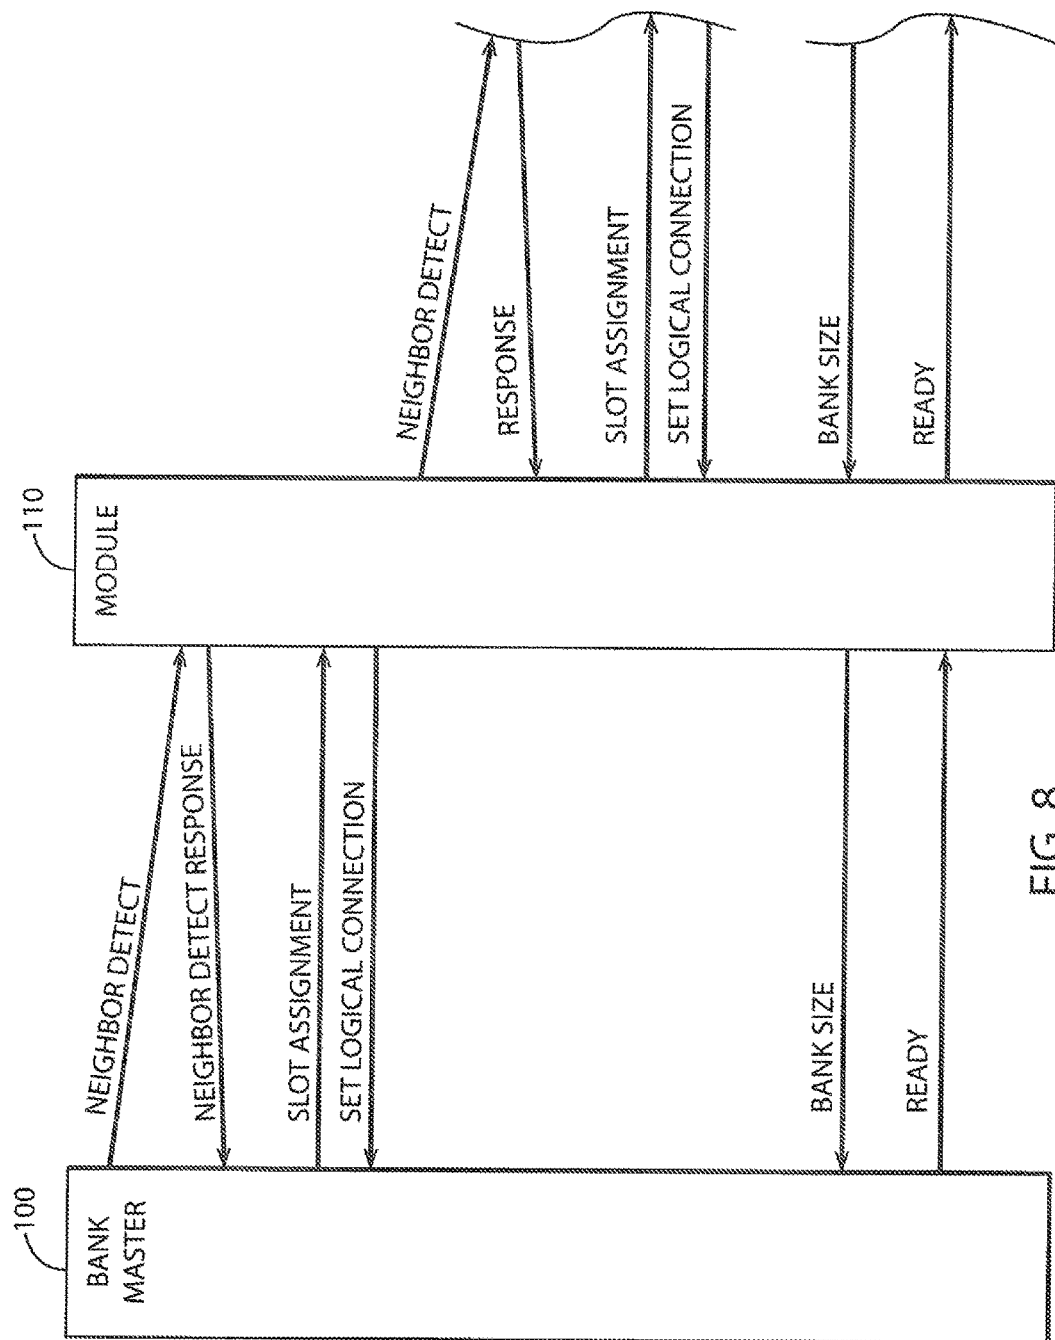 100
BANK
MASTER
NEIGHBOR DETECT
NEIGHBOR DETECT RESPONSE
SLOT ASSIGNMENT
SET LOGICAL CONNECTION
BANK SIZE
READY
110
MODULE
NEIGHBOR DETECT
RESPONSE
SLOT ASSIGNMENT
SET LOGICAL CONNECTION
BANK SIZE
READY
FIG. 8